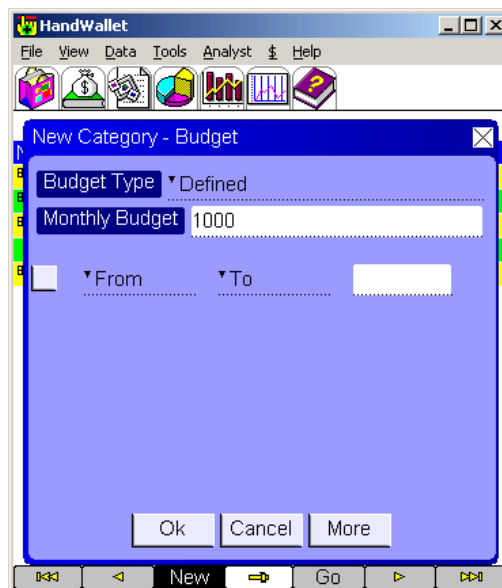 HandWallet
File View Data Tools Analyst $ Help
New Category - Budget
Budget Type Defined
Monthly Budget 1000
From To
Ok Cancel More
New Go